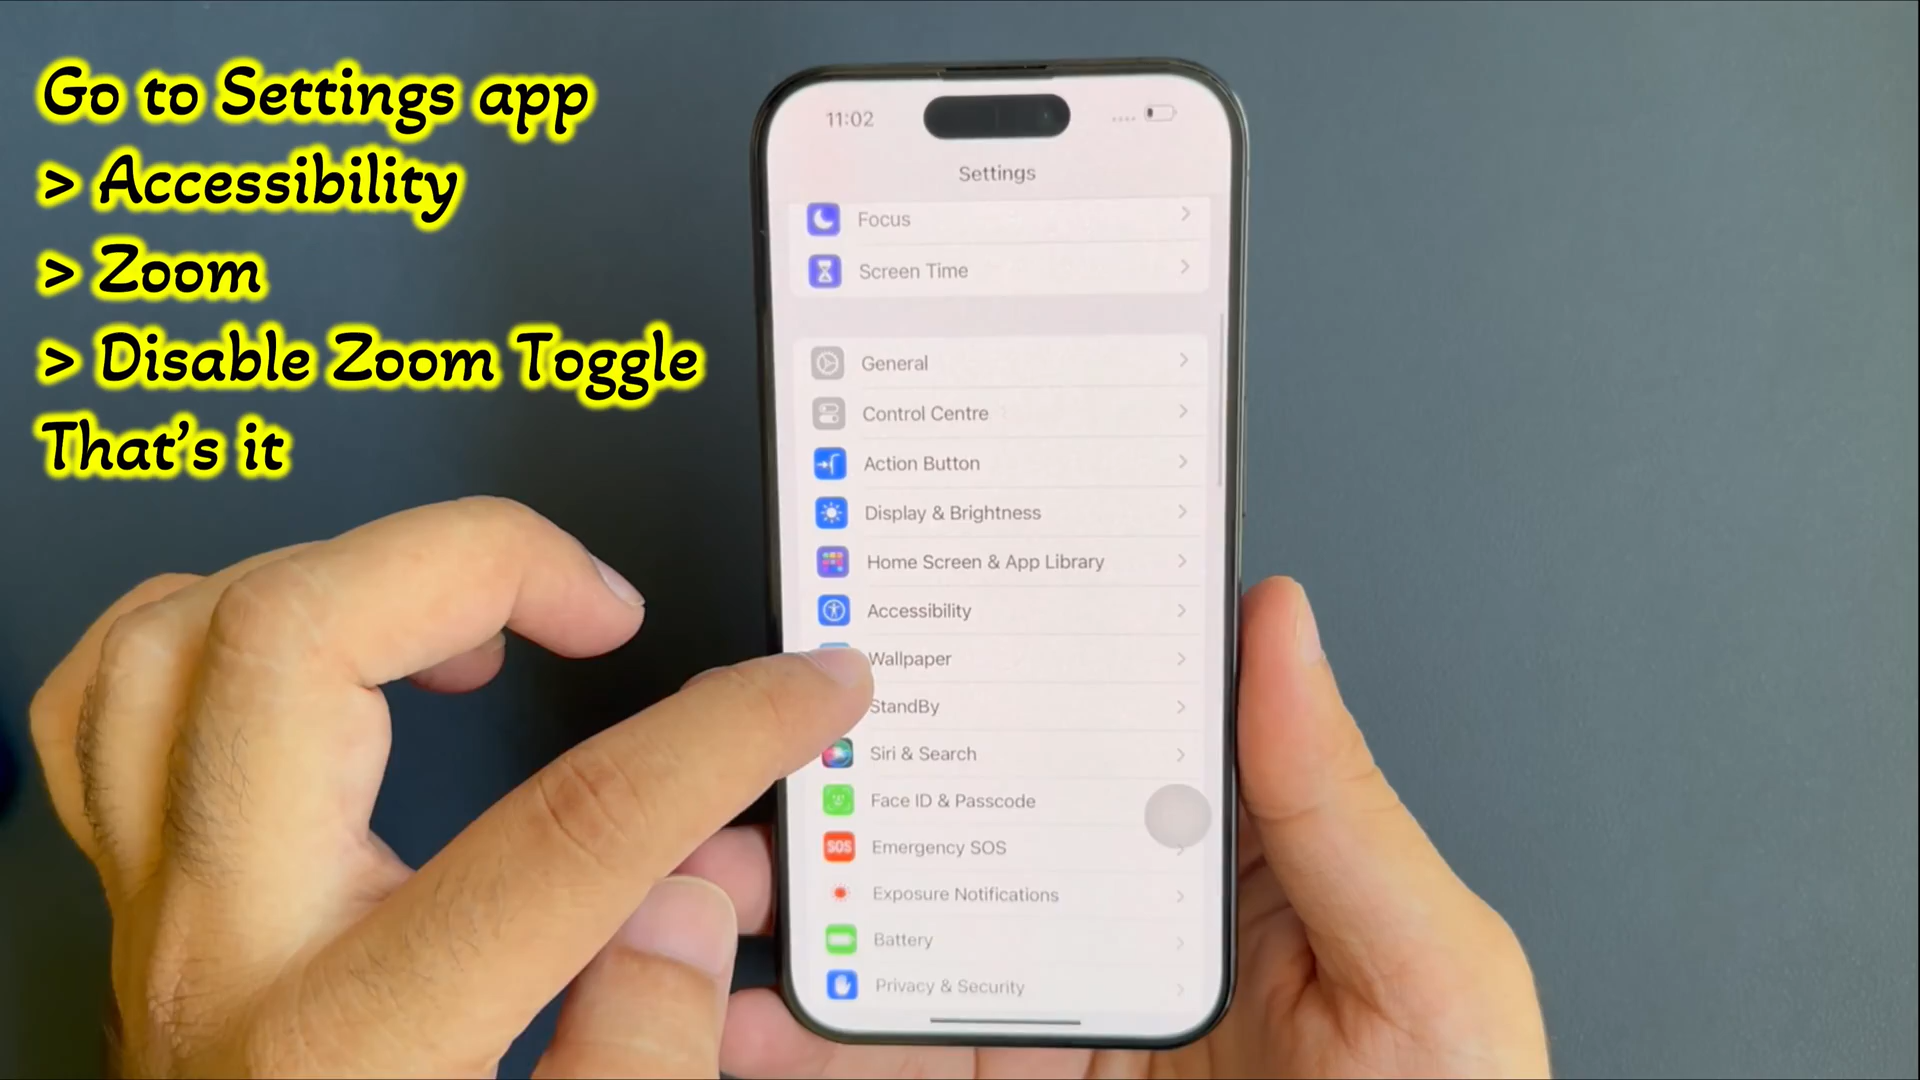 Go to Settings app
> Accessibility
> Zoom
> Disable Zoom Toggle
That's it
11:02
Settings
Focus
Screen Time
General
Control Centre
Action Button
Display & Brightness
Home Screen & App Library
Accessibility
Wallpaper
StandBy
Siri & Search
Face ID & Passcode
SOS
Emergency SOS
Exposure Notifications
Battery
Privacy & Security